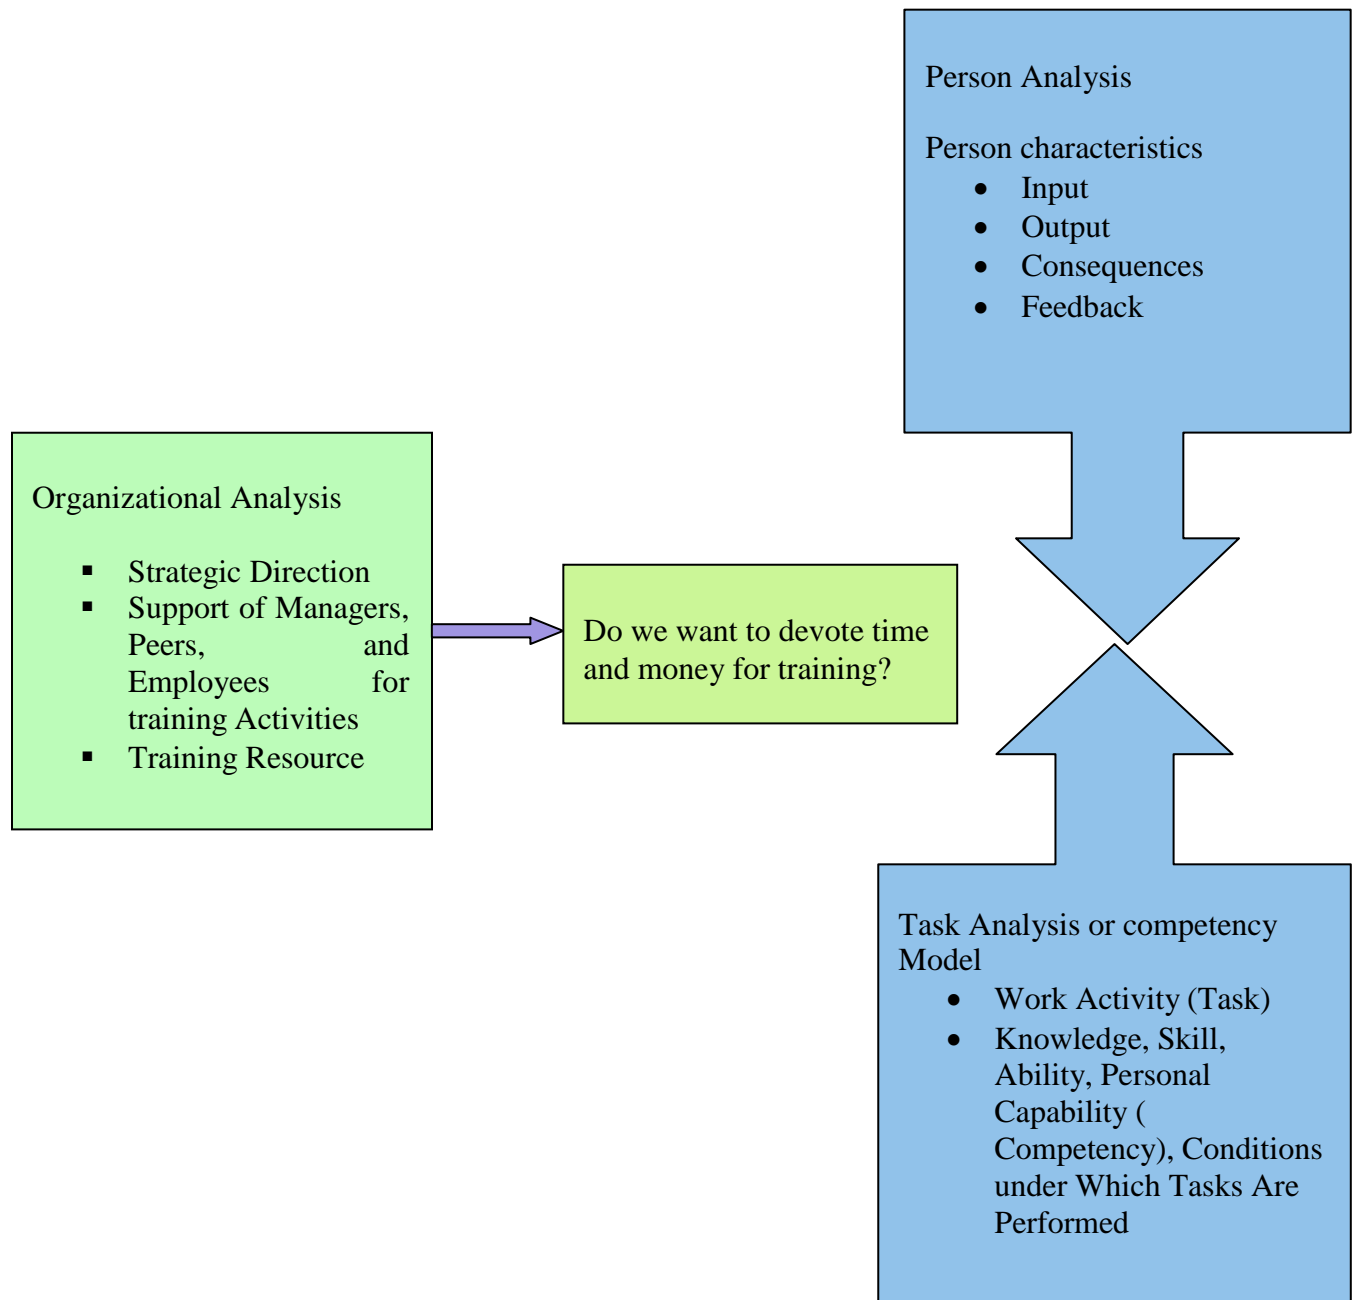 Person Analysis
Person characteristics
• Input
• Output
• Consequences
• Feedback
Organizational Analysis
▪ Strategic Direction
▪ Support of Managers,
Peers, and
Employees for
training Activities
▪ Training Resource
Do we want to devote time
and money for training?
Task Analysis or competency
Model
• Work Activity (Task)
• Knowledge, Skill,
Ability, Personal
Capability (
Competency), Conditions
under Which Tasks Are
Performed